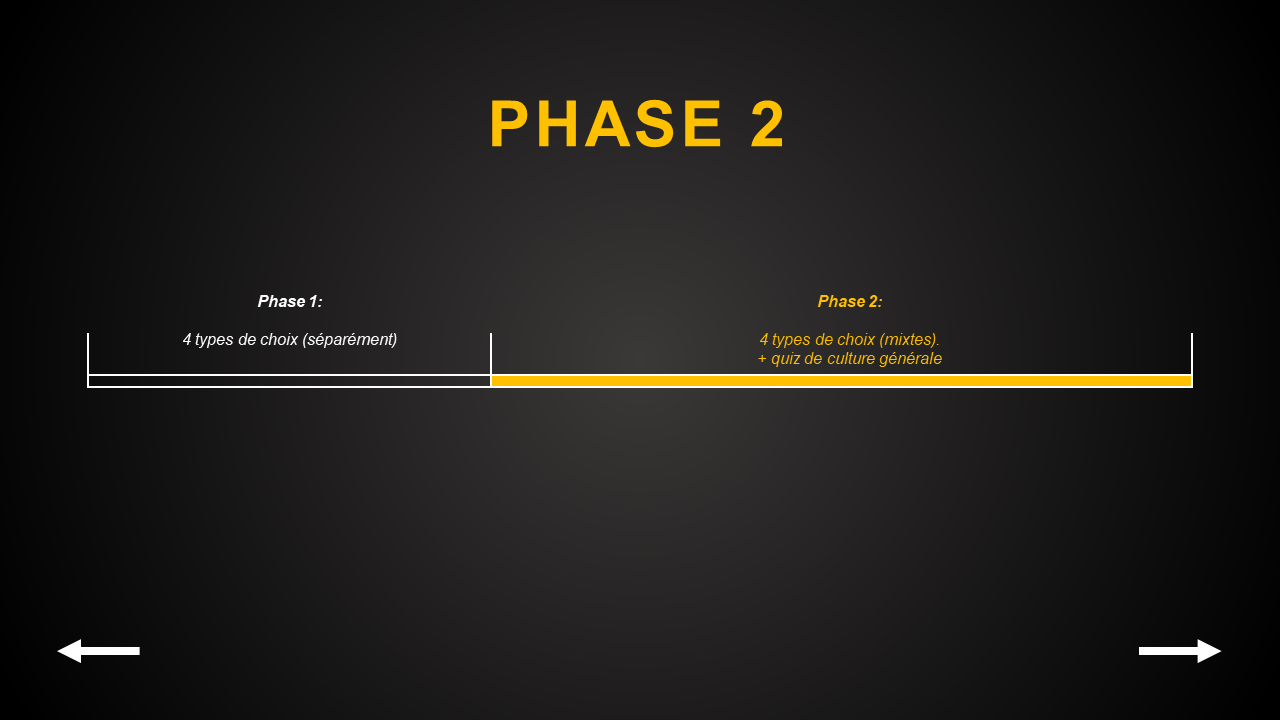 PHASE 2
Phase 1:
4 types de choix (séparément)
Phase 2:
4 types de choix (mixtes).
+ quiz de culture générale